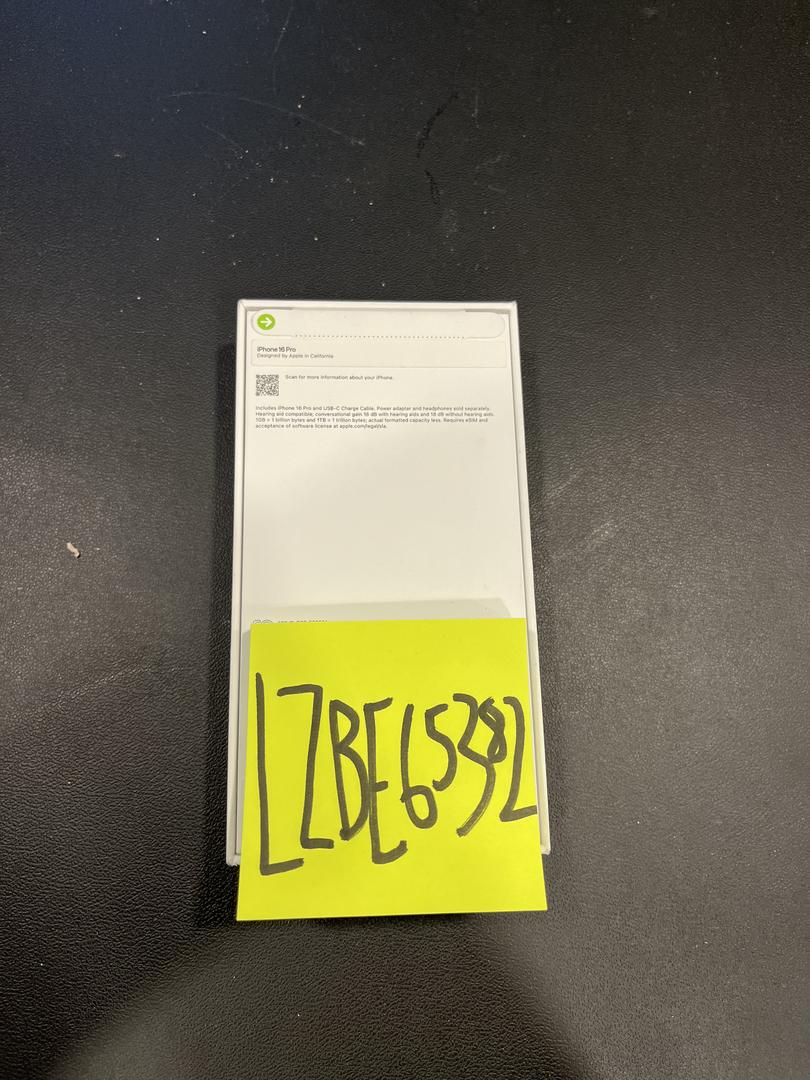 iPhone 16 Pro
Designed by Apple in California
Scan for more information about your iPhone.
Includes iPhone 16 Pro and USB-C Charge Cable. Power adapter and headphones sold separately.
Hearing aid compatible; conversational gain 16 dB with hearing aids and 18 dB without hearing aids.
1GB = 1 billion bytes and 1TB = 1 trillion bytes; actual formatted capacity less. Requires eSIM and
acceptance of software license at apple.com/legal/sla.
LZBE65382